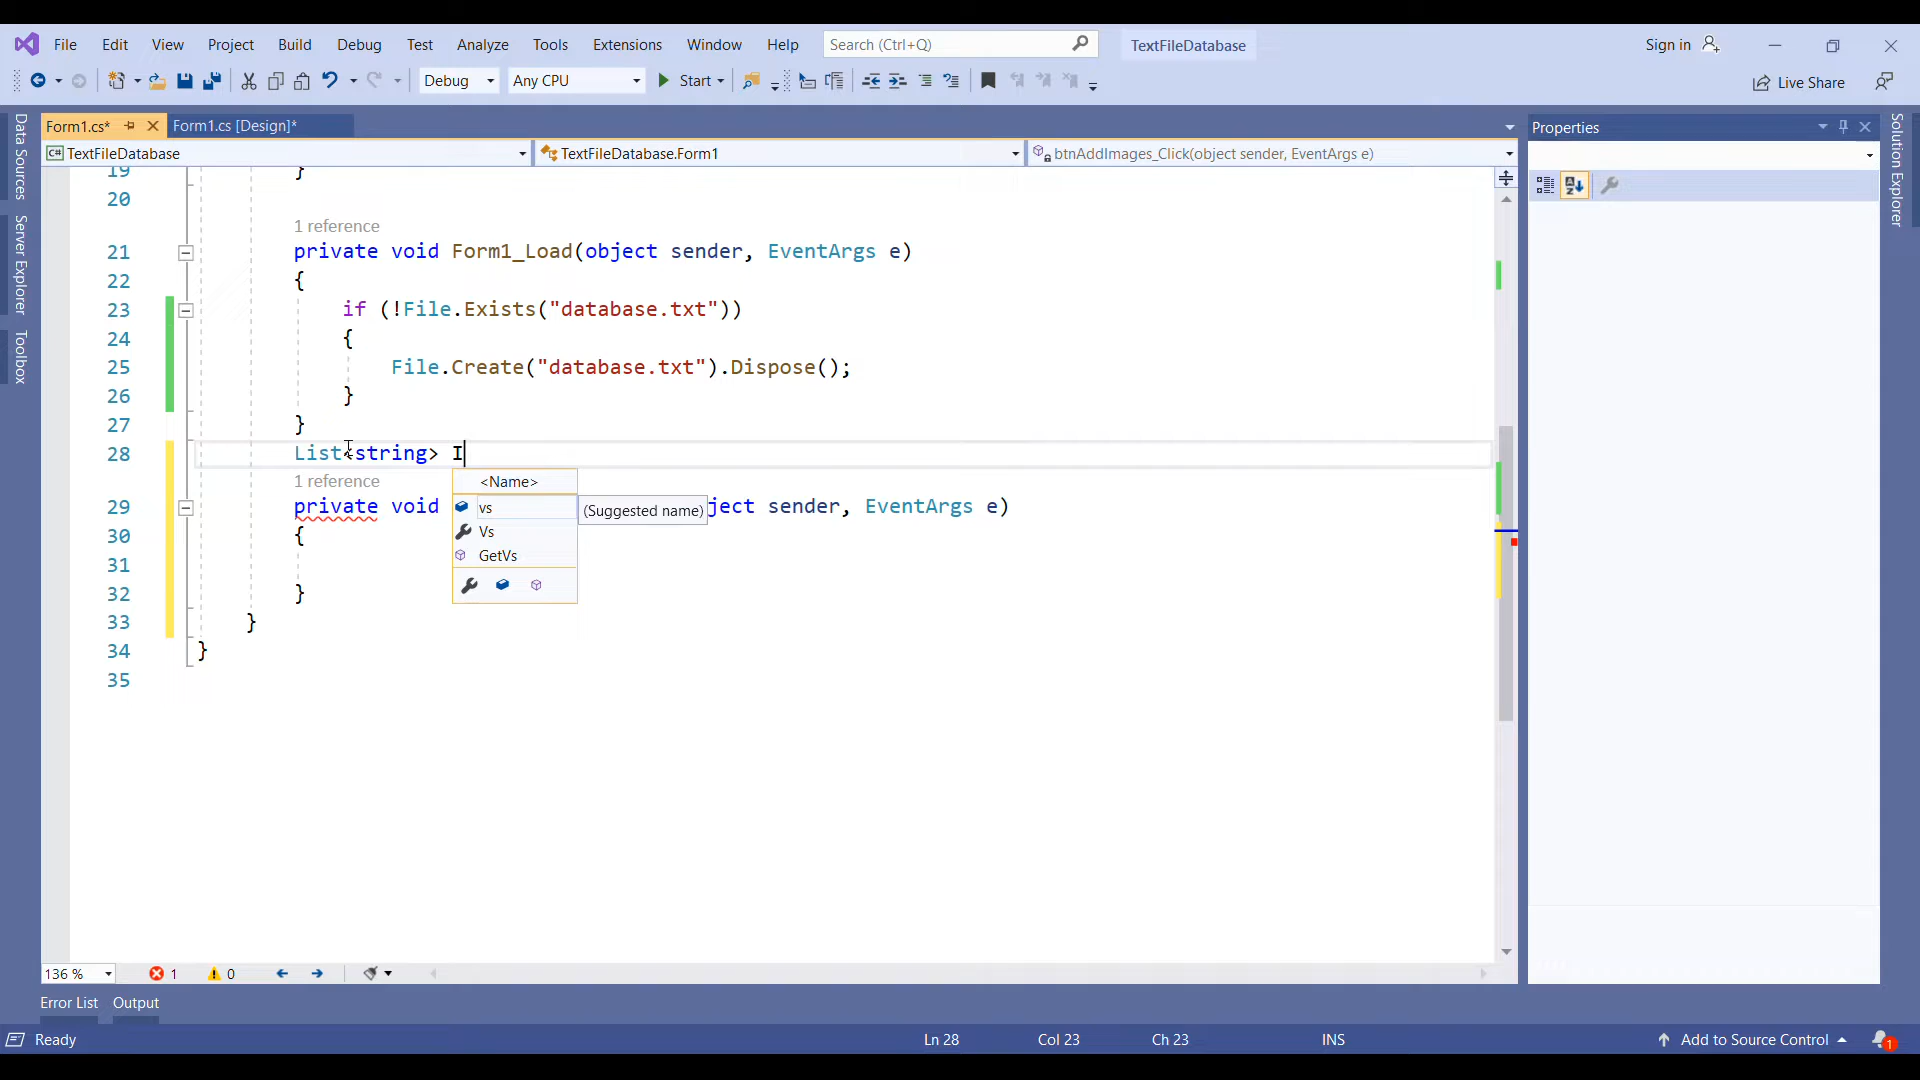 File Edit View Project Build Debug Test Analyze Tools Extensions Window Help Search (Ctrl+Q) TextFileDatabase Sign in
Debug Any CPU Start Live Share
Form1.cs* Form1.cs [Design]* Properties
C# TextFileDatabase TextFileDatabase.Form1 btnAddImages_Click(object sender, EventArgs e)
Data Sources
Server Explorer
Toolbox
Solution Explorer
19 }
20
1 reference
21 private void Form1_Load(object sender, EventArgs e)
22 {
23 if (!File.Exists("database.txt"))
24 {
25 File.Create("database.txt").Dispose();
26 }
27 }
28 List<string> I
<Name>
1 reference
29 private void ject sender, EventArgs e)
vs (Suggested name)
30 {
Vs
31
GetVs
32 }
33 }
34 }
35
136 % 1 0
Error List Output
Ready Ln 28 Col 23 Ch 23 INS Add to Source Control 1